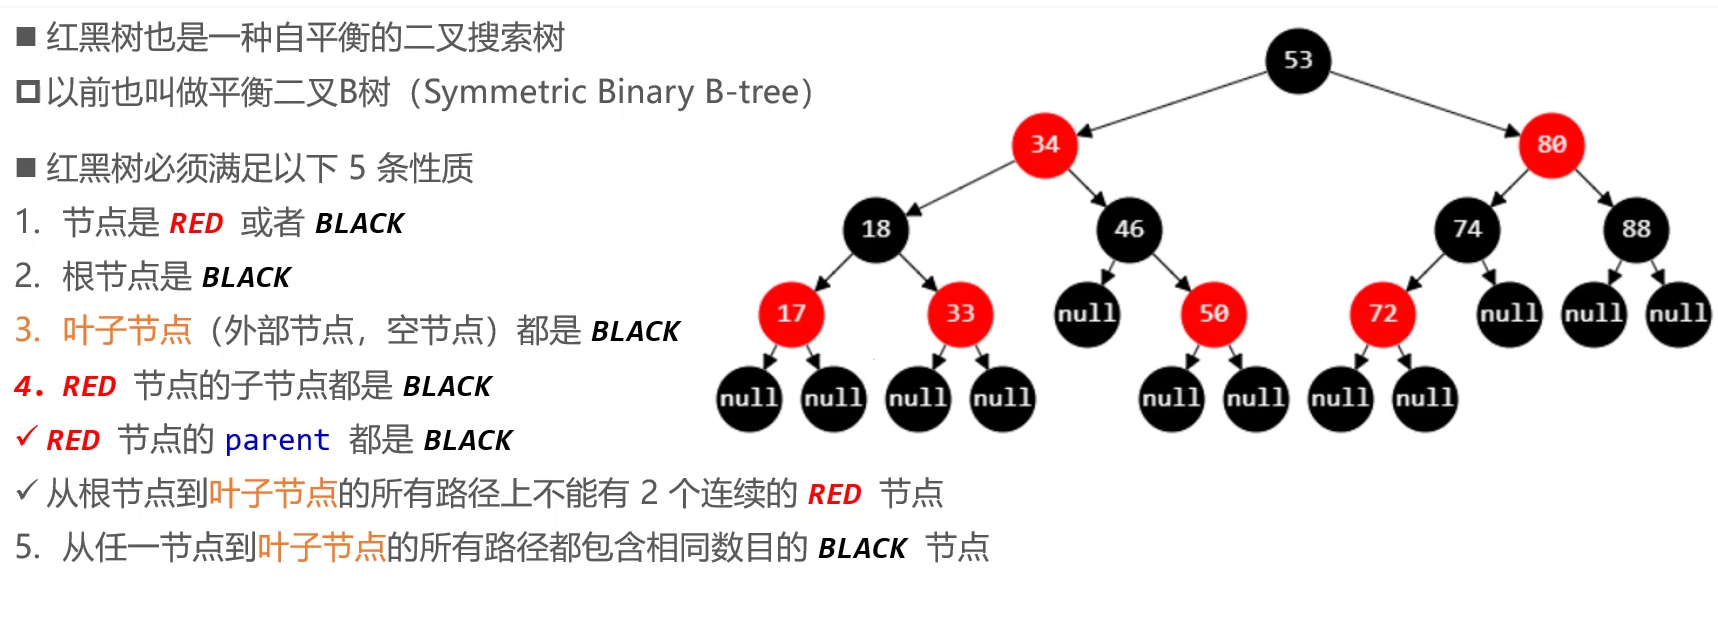 ■ 红黑树也是一种自平衡的二叉搜索树
以前也叫做平衡二叉B树（Symmetric Binary B-tree）
■ 红黑树必须满足以下 5 条性质
1. 节点是 RED 或者 BLACK
2. 根节点是 BLACK
3. 叶子节点（外部节点，空节点）都是 BLACK
4. RED 节点的子节点都是 BLACK
✓ RED 节点的 parent 都是 BLACK
✓ 从根节点到叶子节点的所有路径上不能有 2 个连续的 RED 节点
5. 从任一节点到叶子节点的所有路径都包含相同数目的 BLACK 节点
53
34 80
18 46 74 88
17 33 null 50 72 null null null
null null null null null null null null